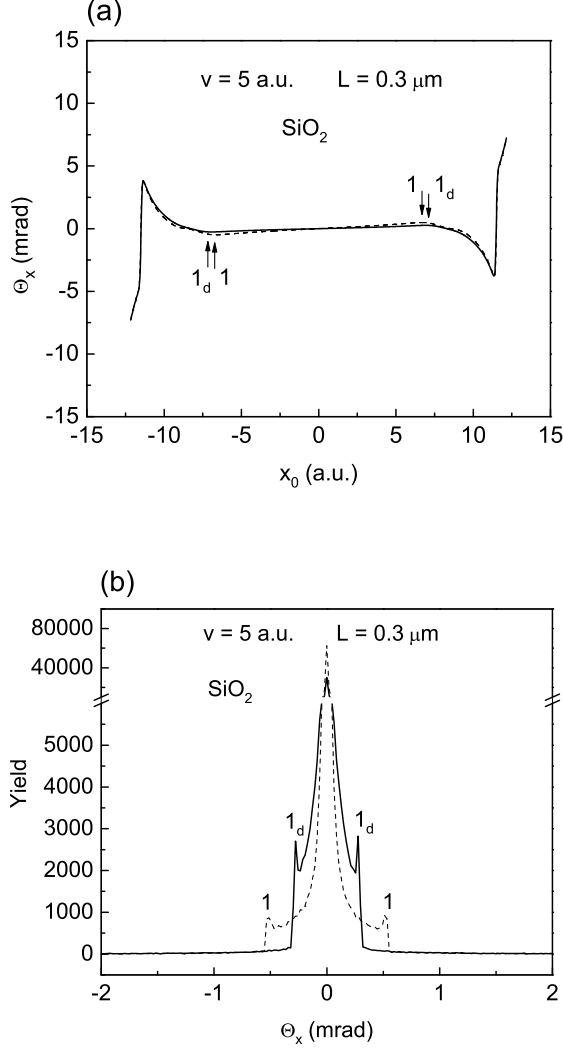 (a)
15
10
5
0
-5
-10
-15
v = 5 a.u. L = 0.3 μm
SiO₂
1 1d
1d 1
Θx (mrad)
-15 -10 -5 0 5 10 15
x₀ (a.u.)
(b)
80000
40000
5000
4000
3000
2000
1000
0
v = 5 a.u. L = 0.3 μm
SiO₂
1d 1d
1 1
Yield
-2 -1 0 1 2
Θx (mrad)